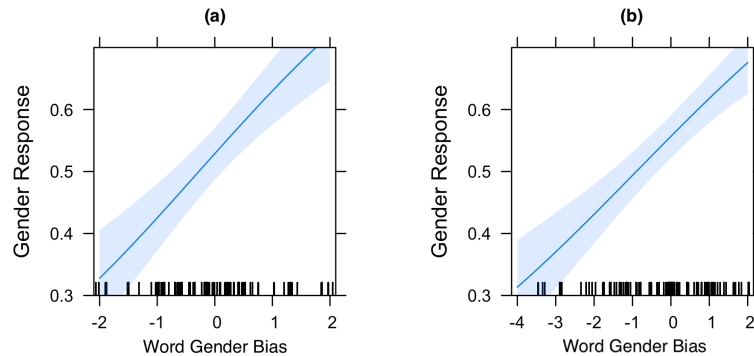 (a)
Gender Response
0.6
0.5
0.4
0.3
-2 -1 0 1 2
Word Gender Bias
(b)
Gender Response
0.6
0.5
0.4
0.3
-4 -3 -2 -1 0 1 2
Word Gender Bias